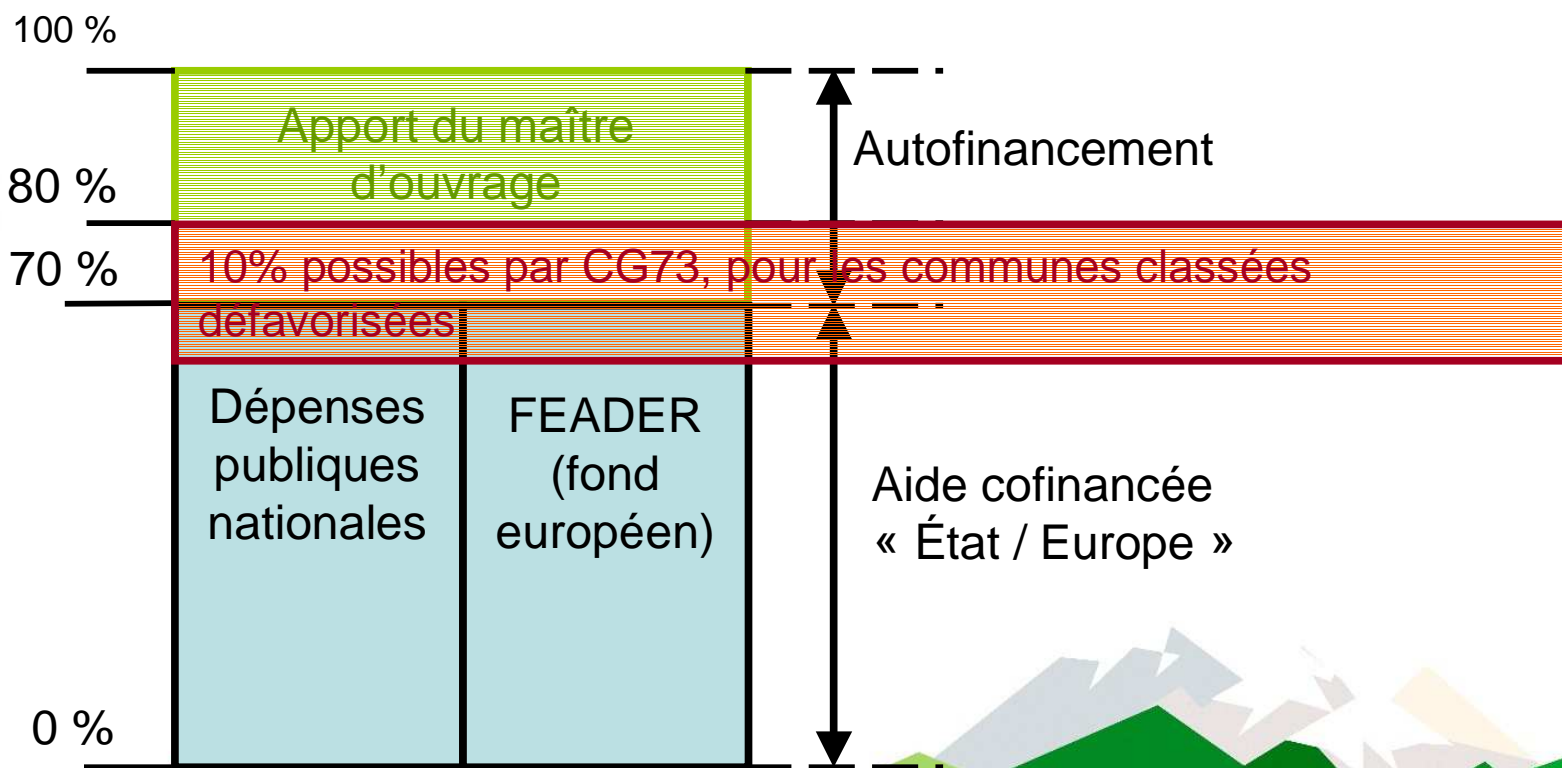 100 %
Apport du maître
d’ouvrage
Autofinancement
80 %
70 %
10% possibles par CG73, pour les communes classées
défavorisées
Dépenses
publiques
nationales
FEADER
(fond
européen)
Aide cofinancée
« État / Europe »
0 %